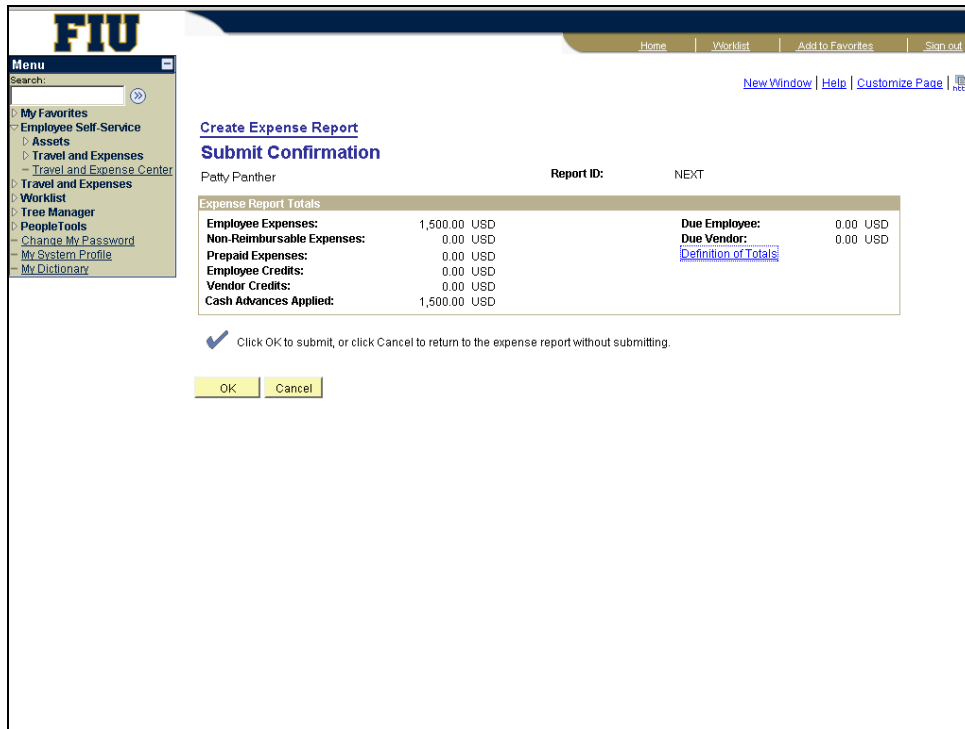 FIU
Home | Worklist | Add to Favorites | Sign out
Menu
New Window | Help | Customize Page |
Search:
My Favorites
Employee Self-Service
Assets
Travel and Expenses
Travel and Expense Center
Travel and Expenses
Worklist
Tree Manager
PeopleTools
Change My Password
My System Profile
My Dictionary
Create Expense Report
Submit Confirmation
Patty Panther Report ID: NEXT
Expense Report Totals
Employee Expenses: 1,500.00 USD Due Employee: 0.00 USD
Non-Reimbursable Expenses: 0.00 USD Due Vendor: 0.00 USD
Prepaid Expenses: 0.00 USD Definition of Totals
Employee Credits: 0.00 USD
Vendor Credits: 0.00 USD
Cash Advances Applied: 1,500.00 USD
Click OK to submit, or click Cancel to return to the expense report without submitting.
OK Cancel